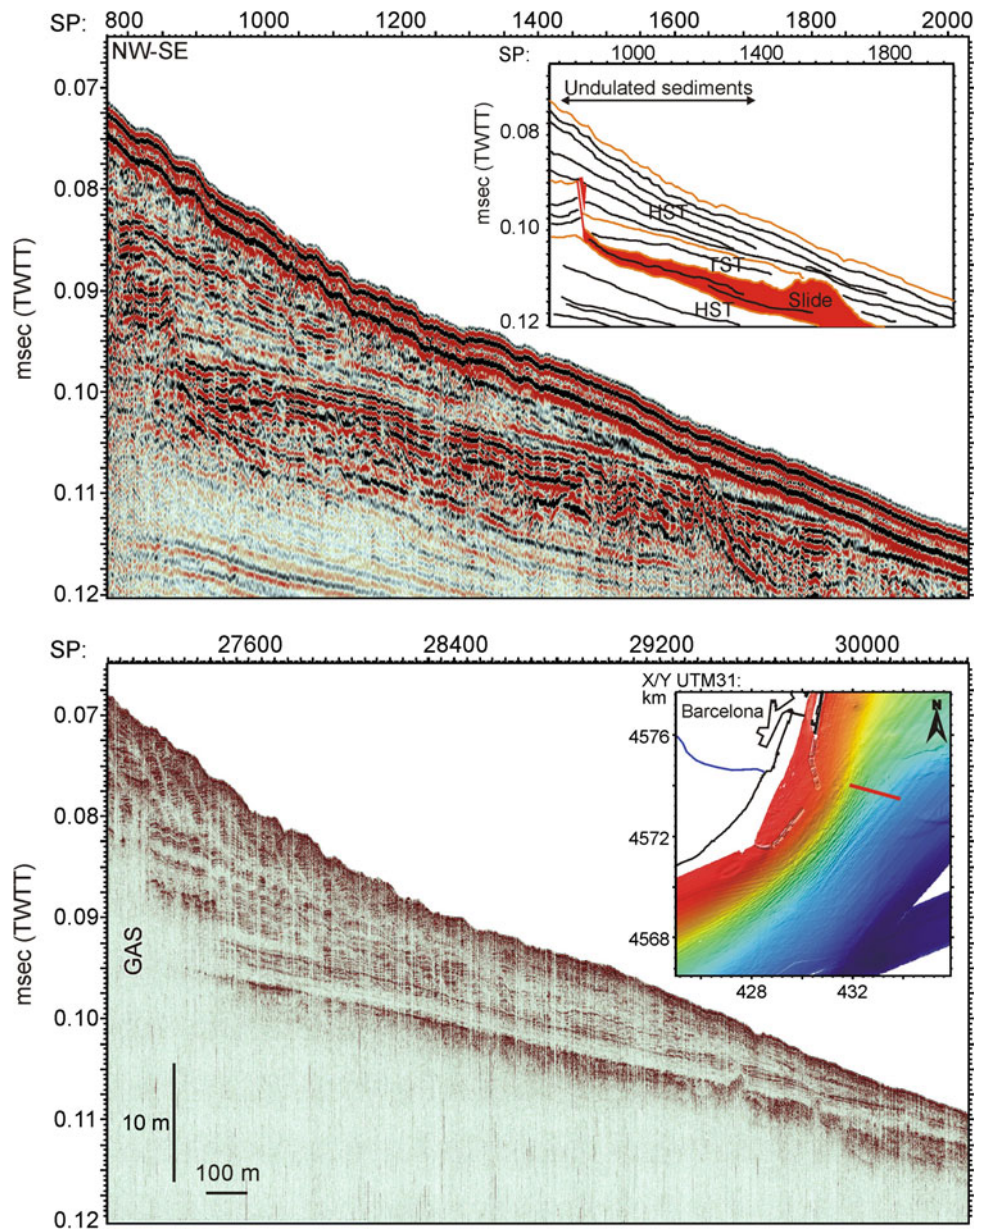 SP: 800 1000 1200 1400 1600 1800 2000
NW-SE
SP: 1000 1400 1800
Undulated sediments
msec (TWTT)
0.07
0.08
0.09
0.10
0.11
0.12
msec (TWTT)
0.08
0.10
0.12
HST
TST
HST
Slide
SP: 27600 28400 29200 30000
msec (TWTT)
0.07
0.08
0.09
0.10
0.11
0.12
GAS
10 m
100 m
X/Y UTM31:
km
Barcelona
N
4576
4572
4568
428 432